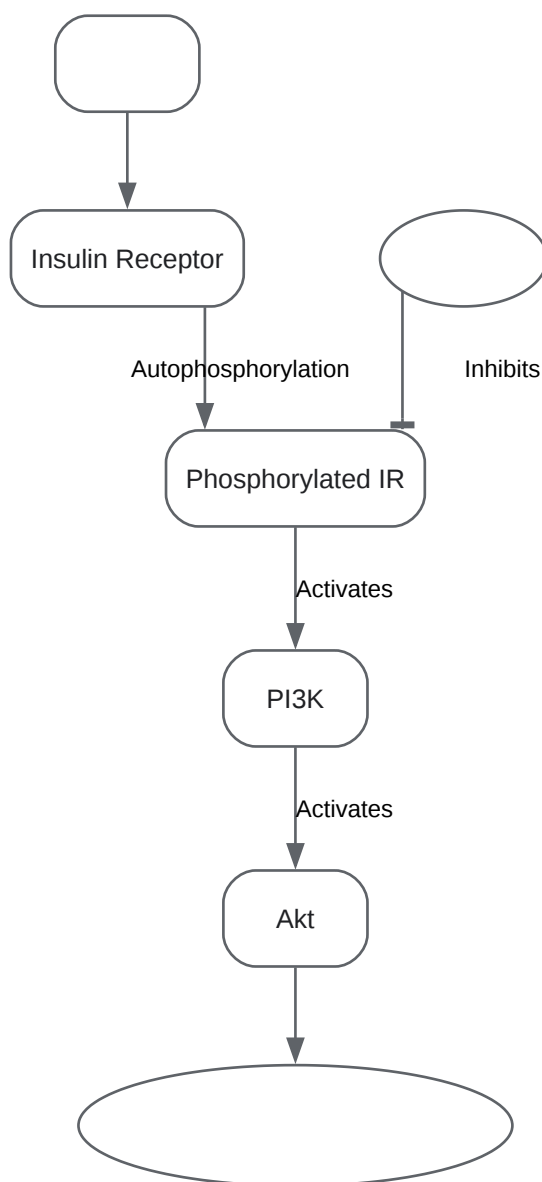 Insulin Receptor
Autophosphorylation
Inhibits
Phosphorylated IR
Activates
PI3K
Activates
Akt